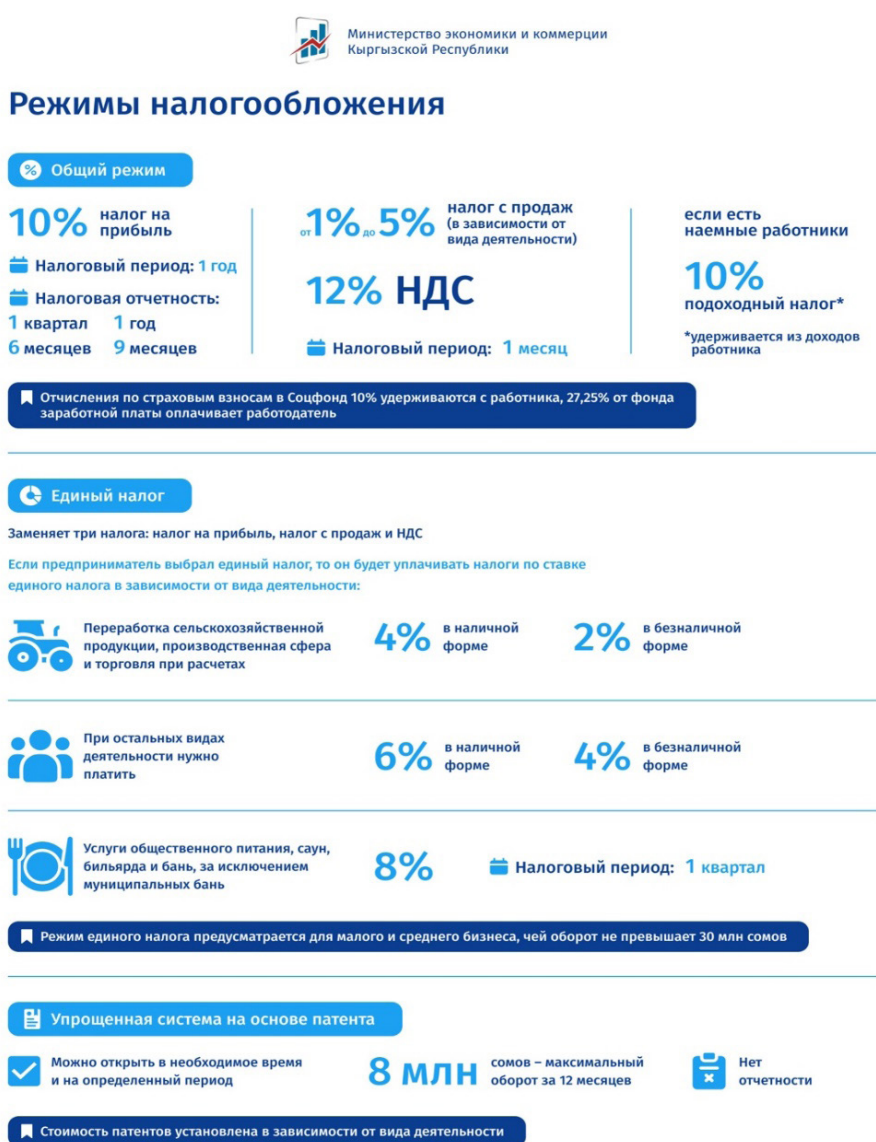 Министерство экономики и коммерции
Кыргызской Республики
Режимы налогообложения
% Общий режим
10% налог на
прибыль
Налоговый период: 1 год
Налоговая отчетность:
1 квартал 1 год
6 месяцев 9 месяцев
от 1% до 5% налог с продаж
(в зависимости от
вида деятельности)
12% НДС
Налоговый период: 1 месяц
если есть
наемные работники
10%
подоходный налог*
*удерживается из доходов
работника
Отчисления по страховым взносам в Соцфонд 10% удерживаются с работника, 27,25% от фонда
заработной платы оплачивает работодатель
Единый налог
Заменяет три налога: налог на прибыль, налог с продаж и НДС
Если предприниматель выбрал единый налог, то он будет уплачивать налоги по ставке
единого налога в зависимости от вида деятельности:
Переработка сельскохозяйственной
продукции, производственная сфера
и торговля при расчетах
4% в наличной
форме
2% в безналичной
форме
При остальных видах
деятельности нужно
платить
6% в наличной
форме
4% в безналичной
форме
Услуги общественного питания, саун,
бильярда и бань, за исключением
муниципальных бань
8%
Налоговый период: 1 квартал
Режим единого налога предусматрается для малого и среднего бизнеса, чей оборот не превышает 30 млн сомов
Упрощенная система на основе патента
Можно открыть в необходимое время
и на определенный период
8 млн сомов – максимальный
оборот за 12 месяцев
Нет
отчетности
Стоимость патентов установлена в зависимости от вида деятельности